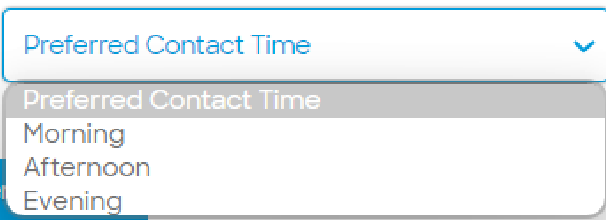 Preferred Contact Time
Preferred Contact Time
Morning
Afternoon
Evening